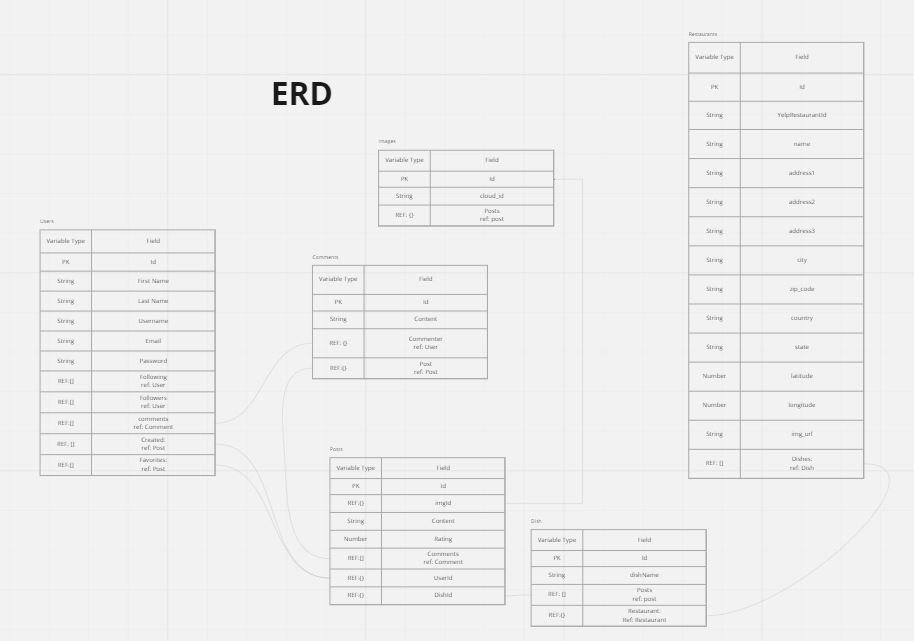 ERD
Users
Variable Type Field
PK Id
String First Name
String Last Name
String Username
String Email
String Password
REF:[] Following
ref: User
REF:[] Followers
ref: User
REF:[] comments
ref: Comment
REF: [] Created:
ref: Post
REF:[] Favorites:
ref: Post
Images
Variable Type Field
PK Id
String cloud_id
REF: {} Posts
ref: post
Comments
Variable Type Field
PK Id
String Content
REF: {} Commenter
ref: User
REF:{} Post
ref: Post
Posts
Variable Type Field
PK Id
REF:{} imgId
String Content
Number Rating
REF:[] Comments
ref: Comment
REF:{} UserId
REF:{} DishId
Dish
Variable Type Field
PK Id
String dishName
REF: [] Posts
ref: post
REF:{} Restaurant:
Ref: Restaurant
Restaurants
Variable Type Field
PK Id
String YelpRestaurantId
String name
String address1
String address2
String address3
String city
String zip_code
String country
String state
Number latitude
Number longitude
String img_url
REF: [] Dishes:
ref: Dish